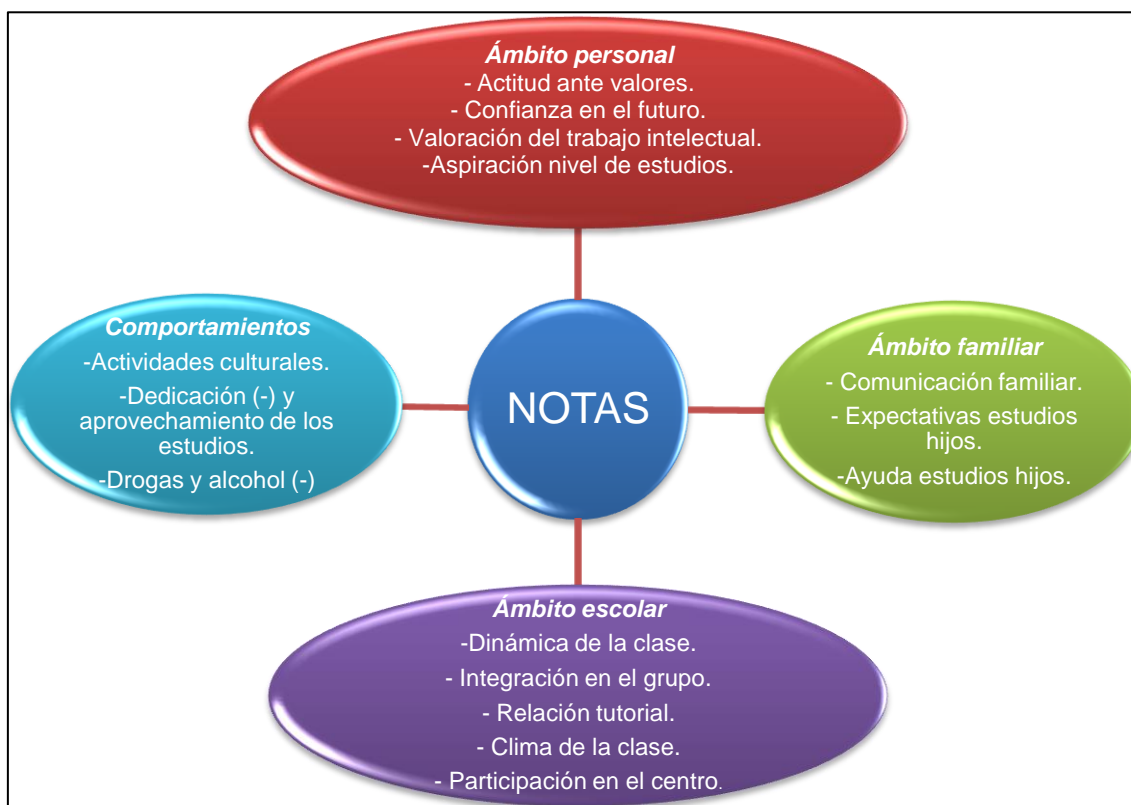 Ámbito personal
- Actitud ante valores.
- Confianza en el futuro.
- Valoración del trabajo intelectual.
-Aspiración nivel de estudios.
Comportamientos
-Actividades culturales.
-Dedicación (-) y
aprovechamiento de los
estudios.
-Drogas y alcohol (-)
NOTAS
Ámbito familiar
- Comunicación familiar.
- Expectativas estudios
hijos.
-Ayuda estudios hijos.
Ámbito escolar
-Dinámica de la clase.
- Integración en el grupo.
- Relación tutorial.
- Clima de la clase.
- Participación en el centro.